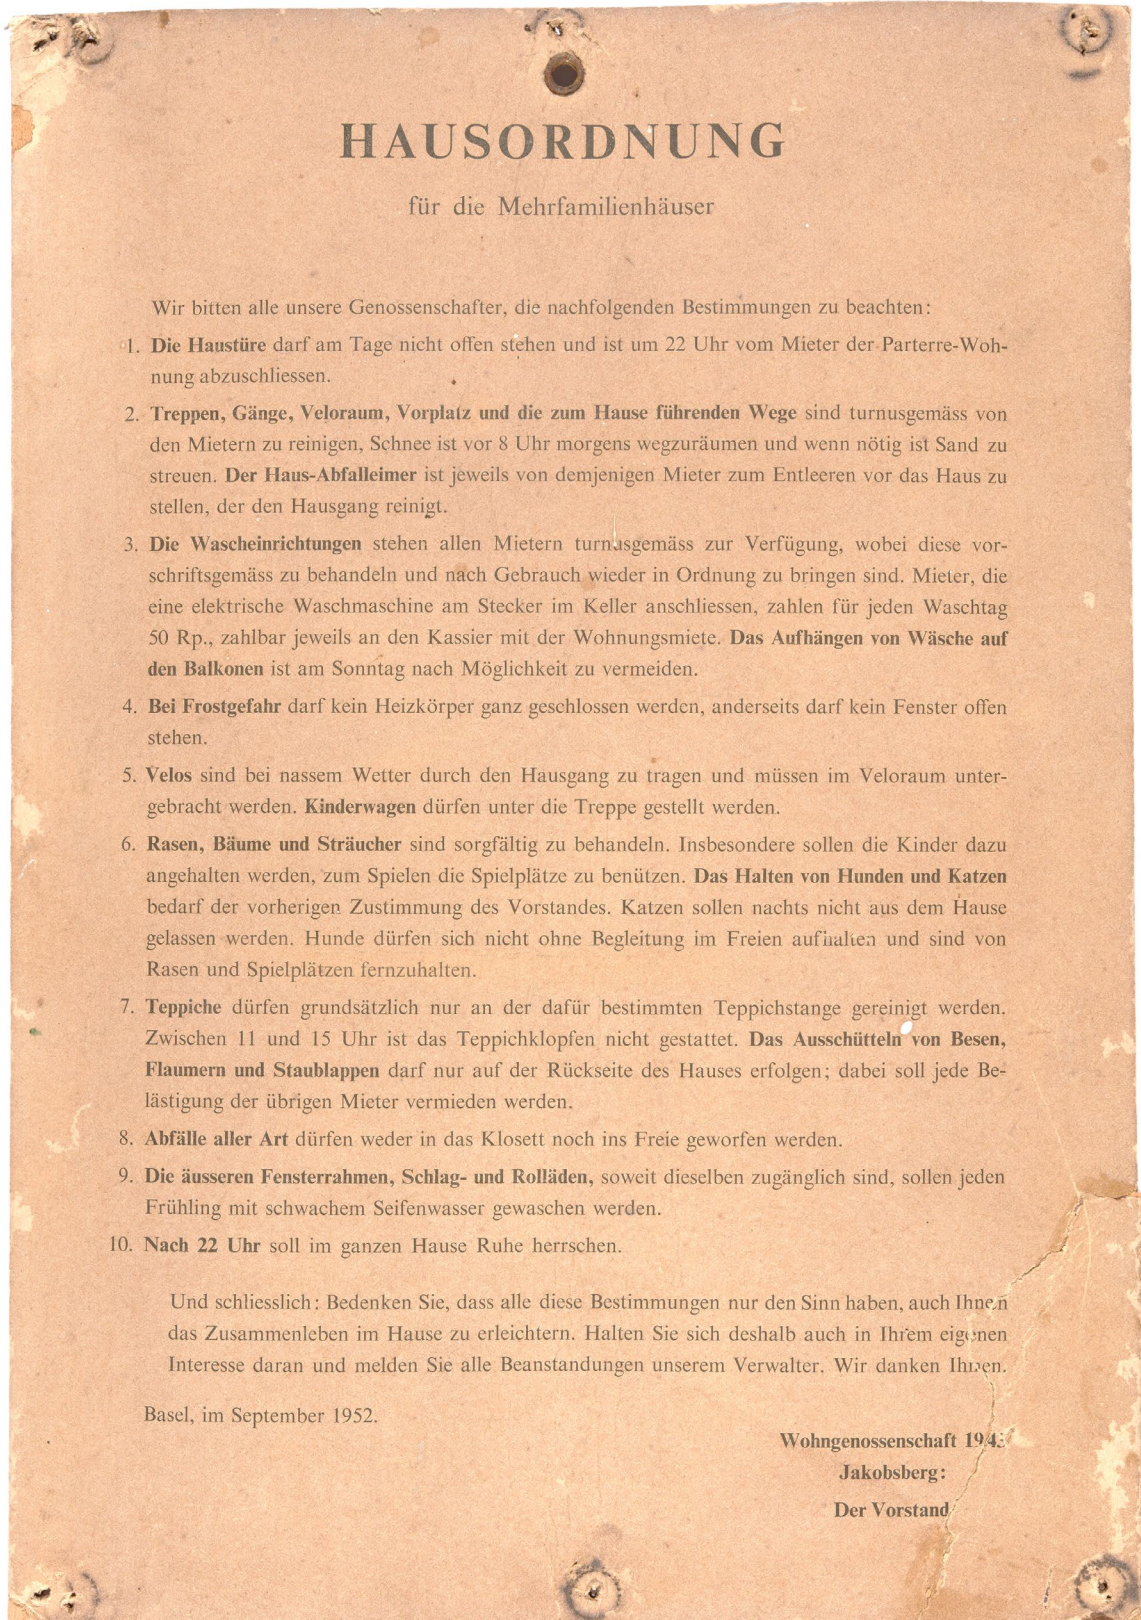 HAUSORDNUNG
für die Mehrfamilienhäuser
Wir bitten alle unsere Genossenschafter, die nachfolgenden Bestimmungen zu beachten:
1. Die Haustüre darf am Tage nicht offen stehen und ist um 22 Uhr vom Mieter der Parterre-Woh-
nung abzuschliessen.
2. Treppen, Gänge, Veloraum, Vorplatz und die zum Hause führenden Wege sind turnusgemäss von
den Mietern zu reinigen, Schnee ist vor 8 Uhr morgens wegzuräumen und wenn nötig ist Sand zu
streuen. Der Haus-Abfalleimer ist jeweils von demjenigen Mieter zum Entleeren vor das Haus zu
stellen, der den Hausgang reinigt.
3. Die Wascheinrichtungen stehen allen Mietern turnusgemäss zur Verfügung, wobei diese vor-
schriftsgemäss zu behandeln und nach Gebrauch wieder in Ordnung zu bringen sind. Mieter, die
eine elektrische Waschmaschine am Stecker im Keller anschliessen, zahlen für jeden Waschtag
50 Rp., zahlbar jeweils an den Kassier mit der Wohnungsmiete. Das Aufhängen von Wäsche auf
den Balkonen ist am Sonntag nach Möglichkeit zu vermeiden.
4. Bei Frostgefahr darf kein Heizkörper ganz geschlossen werden, anderseits darf kein Fenster offen
stehen.
5. Velos sind bei nassem Wetter durch den Hausgang zu tragen und müssen im Veloraum unter-
gebracht werden. Kinderwagen dürfen unter die Treppe gestellt werden.
6. Rasen, Bäume und Sträucher sind sorgfältig zu behandeln. Insbesondere sollen die Kinder dazu
angehalten werden, zum Spielen die Spielplätze zu benützen. Das Halten von Hunden und Katzen
bedarf der vorherigen Zustimmung des Vorstandes. Katzen sollen nachts nicht aus dem Hause
gelassen werden. Hunde dürfen sich nicht ohne Begleitung im Freien aufhalten und sind von
Rasen und Spielplätzen fernzuhalten.
7. Teppiche dürfen grundsätzlich nur an der dafür bestimmten Teppichstange gereinigt werden.
Zwischen 11 und 15 Uhr ist das Teppichklopfen nicht gestattet. Das Ausschütteln von Besen,
Flaumern und Staublappen darf nur auf der Rückseite des Hauses erfolgen; dabei soll jede Be-
lästigung der übrigen Mieter vermieden werden.
8. Abfälle aller Art dürfen weder in das Klosett noch ins Freie geworfen werden.
9. Die äusseren Fensterrahmen, Schlag- und Rolläden, soweit dieselben zugänglich sind, sollen jeden
Frühling mit schwachem Seifenwasser gewaschen werden.
10. Nach 22 Uhr soll im ganzen Hause Ruhe herrschen.
Und schliesslich: Bedenken Sie, dass alle diese Bestimmungen nur den Sinn haben, auch Ihnen
das Zusammenleben im Hause zu erleichtern. Halten Sie sich deshalb auch in Ihrem eigenen
Interesse daran und melden Sie alle Beanstandungen unserem Verwalter. Wir danken Ihnen.
Basel, im September 1952.
Wohngenossenschaft
Jakobsberg:
Der Vorstand